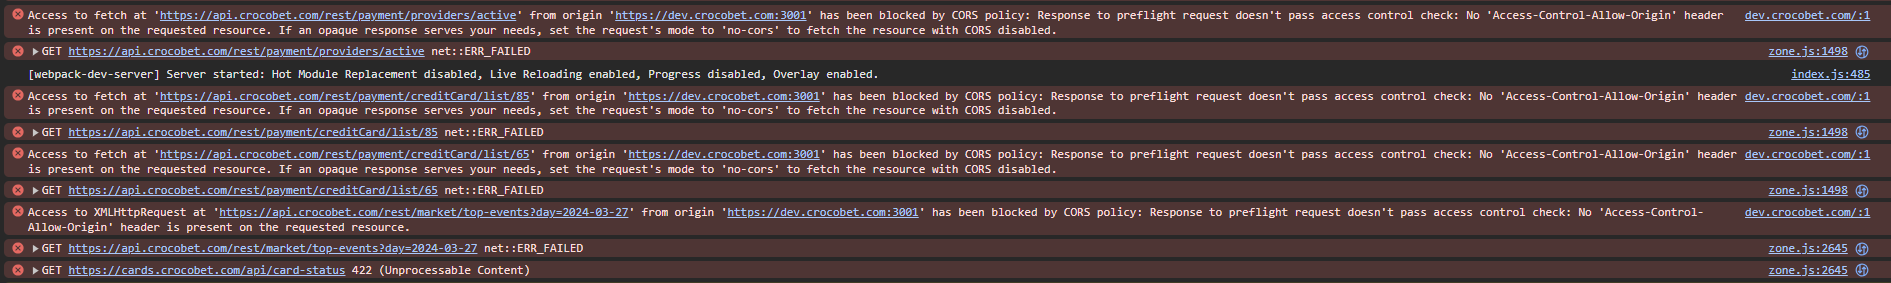 Access to fetch at 'https://api.crocobet.com/rest/payment/providers/active' from origin 'https://dev.crocobet.com:3001' has been blocked by CORS policy: Response to preflight request doesn't pass access control check: No 'Access-Control-Allow-Origin' header dev.crocobet.com/:1
is present on the requested resource. If an opaque response serves your needs, set the request's mode to 'no-cors' to fetch the resource with CORS disabled.
GET https://api.crocobet.com/rest/payment/providers/active net::ERR_FAILED zone.js:1498
[webpack-dev-server] Server started: Hot Module Replacement disabled, Live Reloading enabled, Progress disabled, Overlay enabled. index.js:485
Access to fetch at 'https://api.crocobet.com/rest/payment/creditCard/list/85' from origin 'https://dev.crocobet.com:3001' has been blocked by CORS policy: Response to preflight request doesn't pass access control check: No 'Access-Control-Allow-Origin' header dev.crocobet.com/:1
is present on the requested resource. If an opaque response serves your needs, set the request's mode to 'no-cors' to fetch the resource with CORS disabled.
GET https://api.crocobet.com/rest/payment/creditCard/list/85 net::ERR_FAILED zone.js:1498
Access to fetch at 'https://api.crocobet.com/rest/payment/creditCard/list/65' from origin 'https://dev.crocobet.com:3001' has been blocked by CORS policy: Response to preflight request doesn't pass access control check: No 'Access-Control-Allow-Origin' header dev.crocobet.com/:1
is present on the requested resource. If an opaque response serves your needs, set the request's mode to 'no-cors' to fetch the resource with CORS disabled.
GET https://api.crocobet.com/rest/payment/creditCard/list/65 net::ERR_FAILED zone.js:1498
Access to XMLHttpRequest at 'https://api.crocobet.com/rest/market/top-events?day=2024-03-27' from origin 'https://dev.crocobet.com:3001' has been blocked by CORS policy: Response to preflight request doesn't pass access control check: No 'Access-Control- dev.crocobet.com/:1
Allow-Origin' header is present on the requested resource.
GET https://api.crocobet.com/rest/market/top-events?day=2024-03-27 net::ERR_FAILED zone.js:2645
GET https://cards.crocobet.com/api/card-status 422 (Unprocessable Content) zone.js:2645